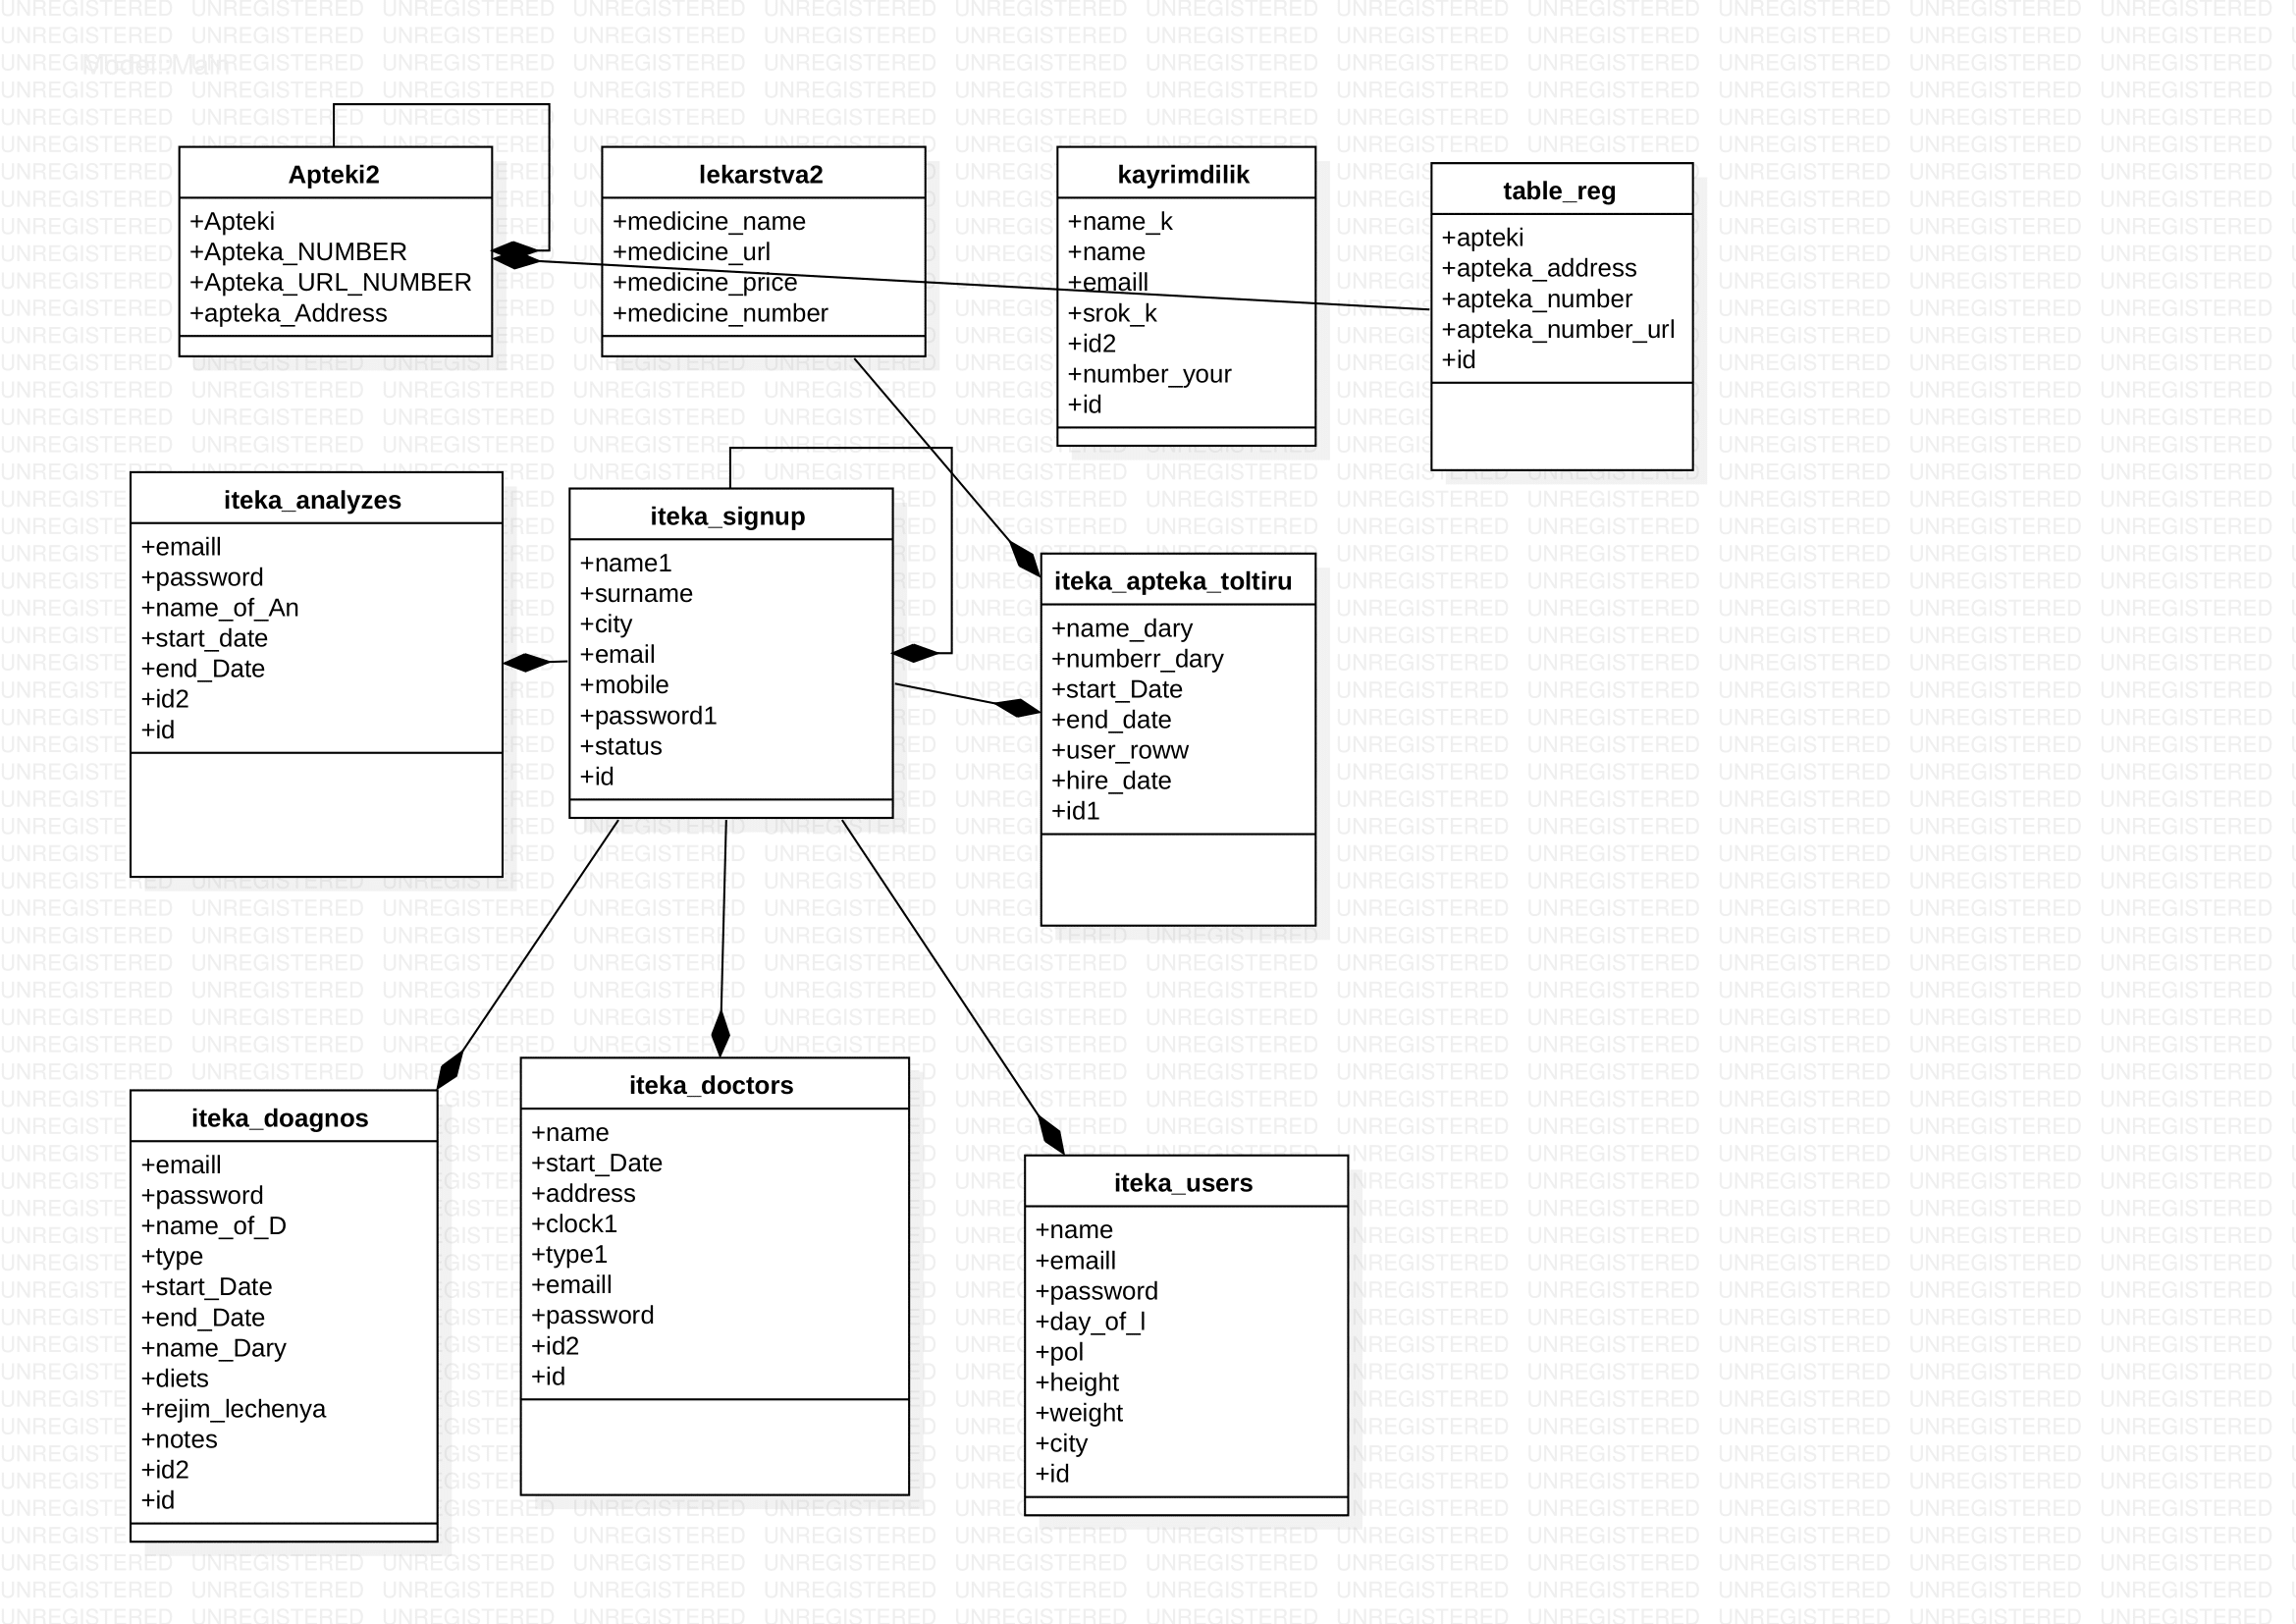 Model::Main
Apteki2
+Apteki
+Apteka_NUMBER
+Apteka_URL_NUMBER
+apteka_Address
lekarstva2
+medicine_name
+medicine_url
+medicine_price
+medicine_number
kayrimdilik
+name_k
+name
+emaill
+srok_k
+id2
+number_your
+id
table_reg
+apteki
+apteka_address
+apteka_number
+apteka_number_url
+id
iteka_analyzes
+emaill
+password
+name_of_An
+start_date
+end_Date
+id2
+id
iteka_signup
+name1
+surname
+city
+email
+mobile
+password1
+status
+id
iteka_apteka_toltiru
+name_dary
+numberr_dary
+start_Date
+end_date
+user_roww
+hire_date
+id1
iteka_doagnos
+emaill
+password
+name_of_D
+type
+start_Date
+end_Date
+name_Dary
+diets
+rejim_lechenya
+notes
+id2
+id
iteka_doctors
+name
+start_Date
+address
+clock1
+type1
+emaill
+password
+id2
+id
iteka_users
+name
+emaill
+password
+day_of_l
+pol
+height
+weight
+city
+id
UNREGISTERED